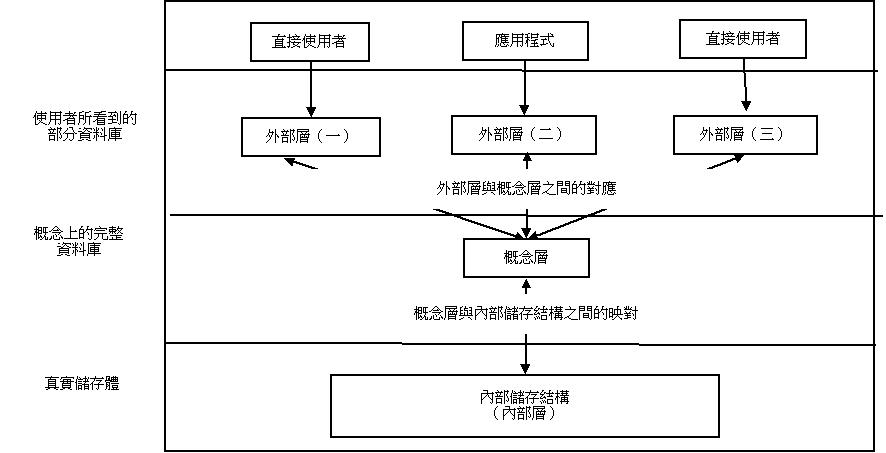 直接使用者
應用程式
直接使用者
使用者所看到的
部分資料庫
外部層(一)
外部層(二)
外部層(三)
外部層與概念層之間的對應
概念上的完整
資料庫
概念層
概念層與內部儲存結構之間的映對
真實儲存體
內部儲存結構
(內部層)